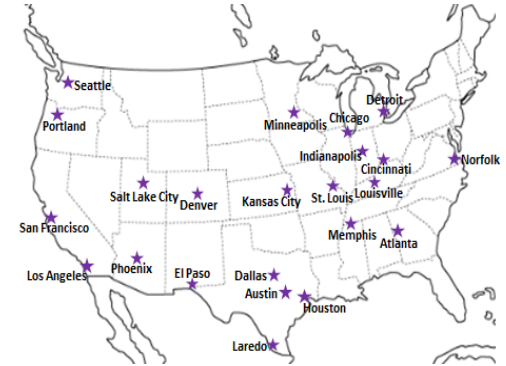 Seattle
Portland
Detroit
Minneapolis
Chicago
Indianapolis
Cincinnati
Norfolk
Salt Lake City
Denver
Kansas City
St. Louis
Louisville
San Francisco
Memphis
Atlanta
Los Angeles
Phoenix
El Paso
Dallas
Austin
Houston
Laredo